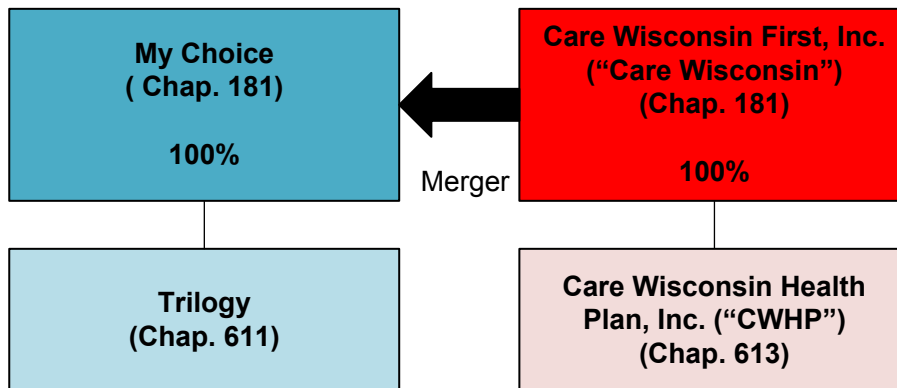 My Choice
( Chap. 181)
100%
Care Wisconsin First, Inc.
(“Care Wisconsin”)
(Chap. 181)
100%
Merger
Trilogy
(Chap. 611)
Care Wisconsin Health
Plan, Inc. (“CWHP”)
(Chap. 613)